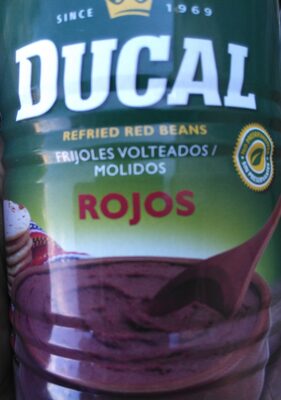 SINCE 1969
DUCAL
REFRIED RED BEANS
FRIJOLES VOLTEADOS/
MOLIDOS
ROJOS